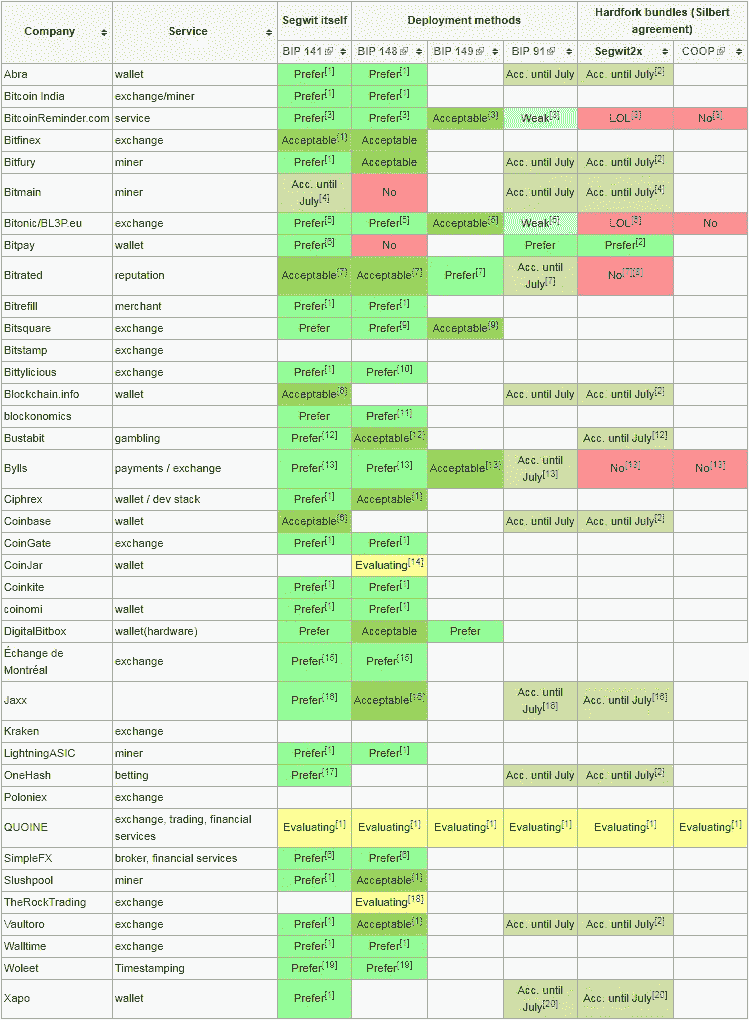 Company Service Segwit itself Deployment methods Hardfork bundles (Silbert
agreement)
BIP 141 BIP 148 BIP 149 BIP 91 Segwit2x COOP
Abra wallet Prefer[1] Prefer[1] Acc. until July Acc. until July[2]
Bitcoin India exchange/miner Prefer[1] Prefer[1]
BitcoinReminder.com service Prefer[3] Prefer[3] Acceptable[3] Weak[3] LOL[3] No[3]
Bitfinex exchange Acceptable[1] Acceptable
Bitfury miner Prefer[1] Acceptable Acc. until July Acc. until July[2]
Bitmain miner Acc. until
July[4] No Acc. until July Acc. until July[4]
Bitonic/BL3P.eu exchange Prefer[5] Prefer[5] Acceptable[5] Weak[5] LOL[5] No
Bitpay wallet Prefer[6] No Prefer Prefer[2]
Bitrated reputation Acceptable[7] Acceptable[7] Prefer[7] Acc. until
July[7] No[7][8]
Bitrefill merchant Prefer[1] Prefer[1]
Bitsquare exchange Prefer Prefer[9] Acceptable[9]
Bitstamp exchange
Bittylicious exchange Prefer[1] Prefer[10]
Blockchain.info wallet Acceptable[6] Acc. until July Acc. until July[2]
blockonomics Prefer Prefer[11]
Bustabit gambling Prefer[12] Acceptable[12] Acc. until July[12]
Bylls payments / exchange Prefer[13] Prefer[13] Acceptable[13] Acc. until
July[13] No[13] No[13]
Ciphrex wallet / dev stack Prefer[1] Acceptable[1]
Coinbase wallet Acceptable[6] Acc. until July Acc. until July[2]
CoinGate exchange Prefer[1] Prefer[1]
CoinJar wallet Evaluating[14]
Coinkite Prefer[1] Prefer[1]
coinomi wallet Prefer[1] Prefer[1]
DigitalBitbox wallet(hardware) Prefer Acceptable Prefer
Échange de
Montréal exchange Prefer[15] Prefer[15]
Jaxx Prefer[16] Acceptable[16] Acc. until
July[16] Acc. until July[16]
Kraken exchange
LightningASIC miner Prefer[1] Prefer[1]
OneHash betting Prefer[17] Acc. until July Acc. until July[2]
Poloniex exchange
QUOINE exchange, trading, financial
services Evaluating[1] Evaluating[1] Evaluating[1] Evaluating[1] Evaluating[1] Evaluating[1]
SimpleFX broker, financial services Prefer[6] Prefer[6]
Slushpool miner Prefer[1] Acceptable[1]
TheRockTrading exchange Evaluating[18]
Vaultoro exchange Prefer[1] Acceptable[1] Acc. until July Acc. until July[2]
Walltime exchange Prefer[1] Prefer[1]
Woleet Timestamping Prefer[19] Prefer[19]
Xapo wallet Prefer[1] Acc. until
July[20] Acc. until July[20]